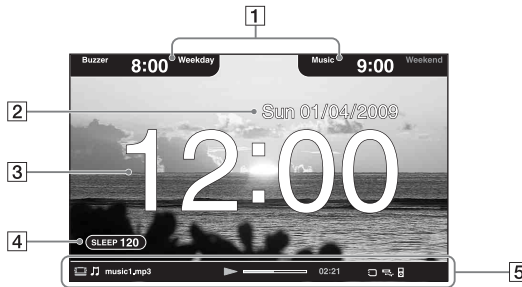 1
Buzzer 8:00 Weekday Music 9:00 Weekend
2 Sun 01/04/2009
3 12:00
4 SLEEP 120
music1.mp3 02:21
5